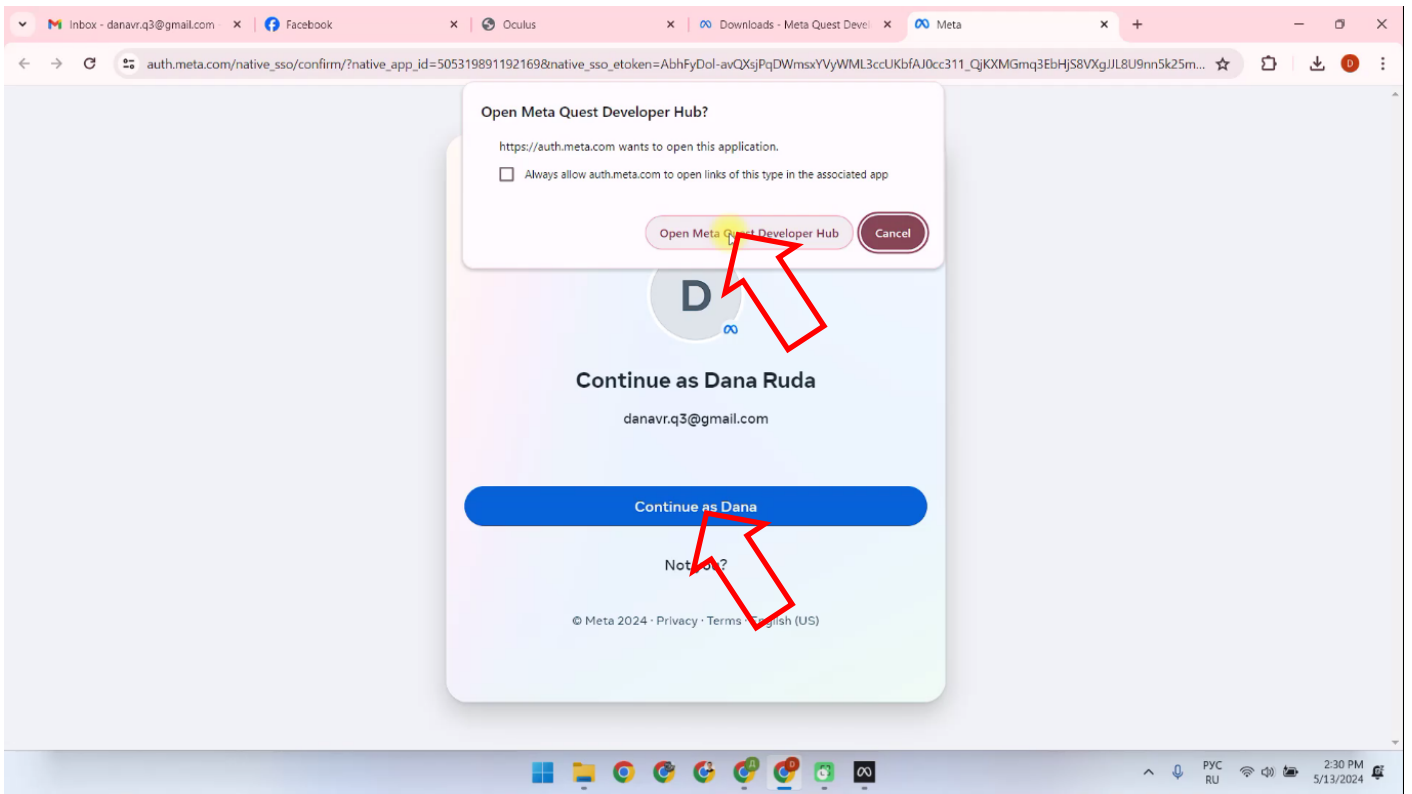 Inbox - danavr.q3@gmail.com
Facebook
Oculus
Downloads - Meta Quest Devel
Meta
auth.meta.com/native_sso/confirm/?native_app_id=505319891192169&native_sso_etoken=AbhFyDol-avQXsjPqDWmsxYVyWML3ccUKbfAJ0cc311_QjKXMGmq3EbHjS8VXgJJL8U9nn5k25m...
D
Open Meta Quest Developer Hub?
https://auth.meta.com wants to open this application.
Always allow auth.meta.com to open links of this type in the associated app
Open Meta Quest Developer Hub
Cancel
D
Continue as Dana Ruda
danavr.q3@gmail.com
Continue as Dana
Not you?
© Meta 2024 · Privacy · Terms · English (US)
РУС
RU
2:30 PM
5/13/2024